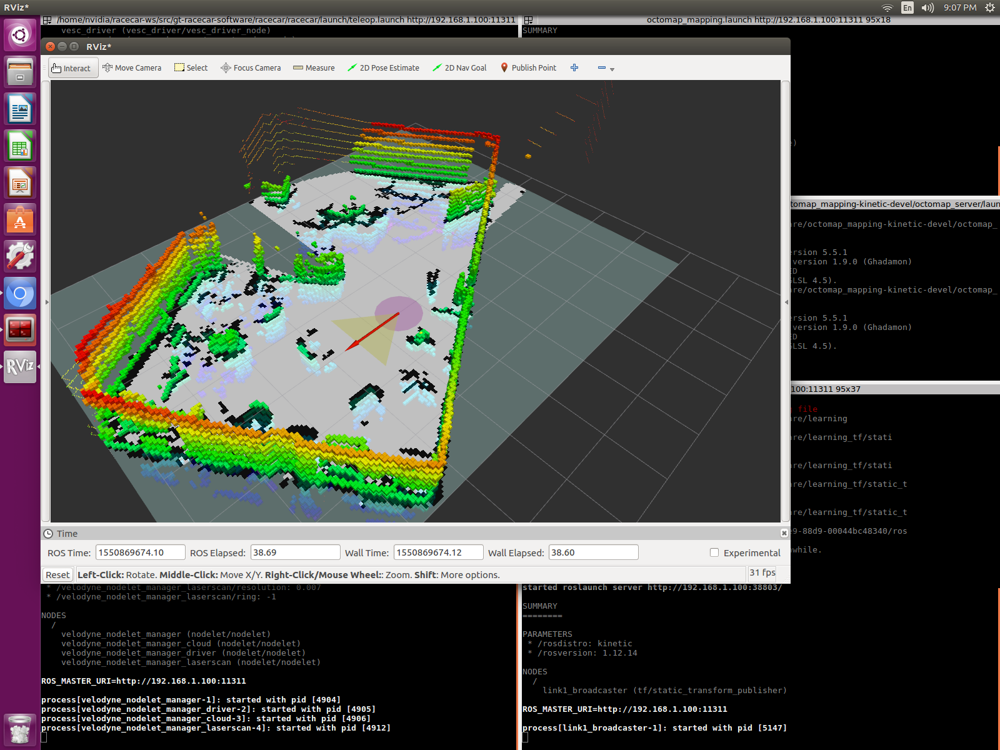 RViz*
En
9:07 PM
/home/nvidia/racecar-ws/src/gt-racecar-software/racecar/racecar/launch/teleop.launch http://192.168.1.100:11311
octomap_mapping.launch http://192.168.1.100:11311 95x18
vesc_driver (vesc_driver/vesc_driver_node)
SUMMARY
RViz*
Interact
Move Camera
Select
Focus Camera
Measure
2D Pose Estimate
2D Nav Goal
Publish Point
)
tomap_mapping-kinetic-devel/octomap_server/laun
are/octomap_mapping-kinetic-devel/octomap_
ersion 5.5.1
version 1.9.0 (Ghadamon)
ED
GLSL 4.5).
are/octomap_mapping-kinetic-devel/octomap_
ersion 5.5.1
version 1.9.0 (Ghadamon)
ED
GLSL 4.5).
RViz
100:11311 95x37
file
re/learning
re/learning_tf/stati
re/learning_tf/stati
re/learning_tf/static_t
re/learning_tf/static_t
e9-88d9-00044bc48340/ros
while.
Time
ROS Time: 1550869674.10 ROS Elapsed: 38.69 Wall Time: 1550869674.12 Wall Elapsed: 38.60 Experimental
Reset Left-Click: Rotate. Middle-Click: Move X/Y. Right-Click/Mouse Wheel:: Zoom. Shift: More options. 31 fps
* /velodyne_nodelet_manager_laserscan/resolution: 0.007
* /velodyne_nodelet_manager_laserscan/ring: -1
NODES
/
velodyne_nodelet_manager (nodelet/nodelet)
velodyne_nodelet_manager_cloud (nodelet/nodelet)
velodyne_nodelet_manager_driver (nodelet/nodelet)
velodyne_nodelet_manager_laserscan (nodelet/nodelet)
ROS_MASTER_URI=http://192.168.1.100:11311
process[velodyne_nodelet_manager-1]: started with pid [4904]
process[velodyne_nodelet_manager_driver-2]: started with pid [4905]
process[velodyne_nodelet_manager_cloud-3]: started with pid [4906]
process[velodyne_nodelet_manager_laserscan-4]: started with pid [4912]
started roslaunch server http://192.168.1.100:38803/
SUMMARY
========
PARAMETERS
* /rosdistro: kinetic
* /rosversion: 1.12.14
NODES
/
link1_broadcaster (tf/static_transform_publisher)
ROS_MASTER_URI=http://192.168.1.100:11311
process[link1_broadcaster-1]: started with pid [5147]